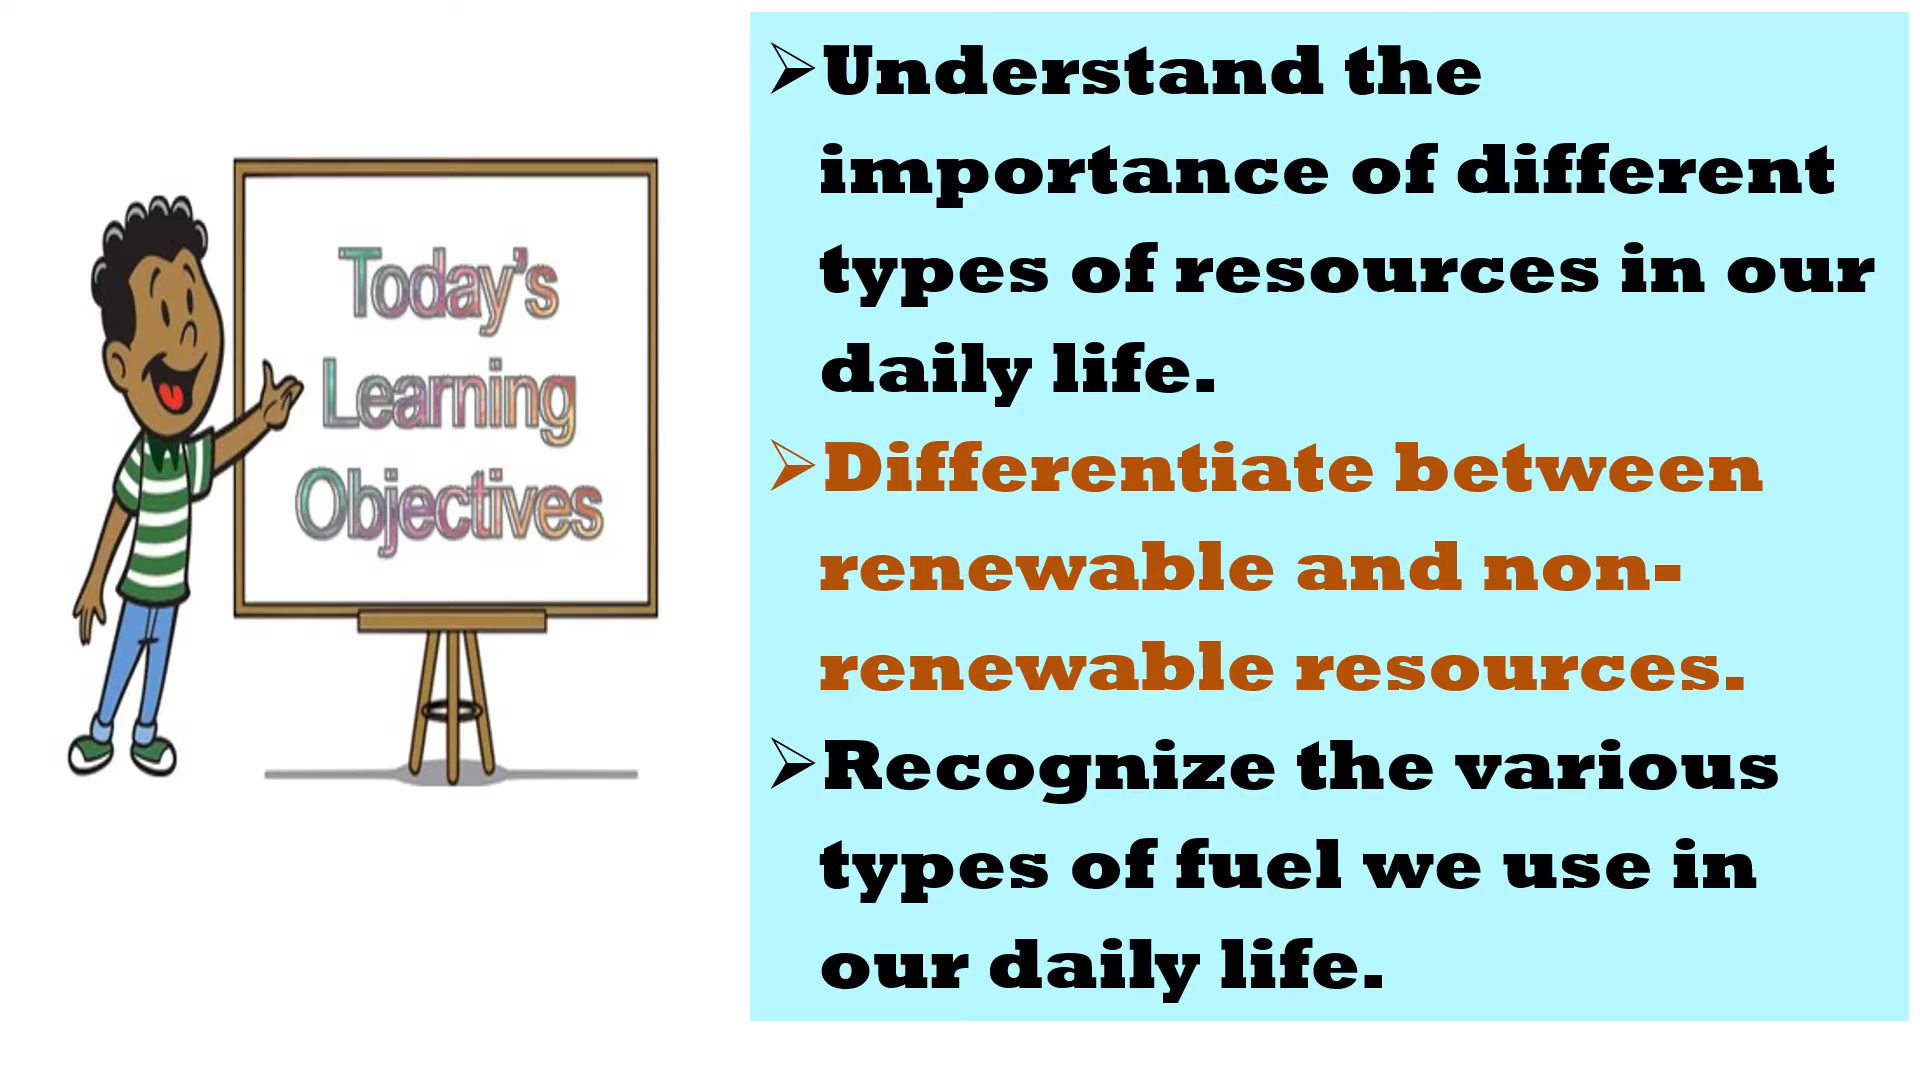 Today's
Learning
Objectives
➢Understand the
importance of different
types of resources in our
daily life.
➢Differentiate between
renewable and non-
renewable resources.
➢Recognize the various
types of fuel we use in
our daily life.